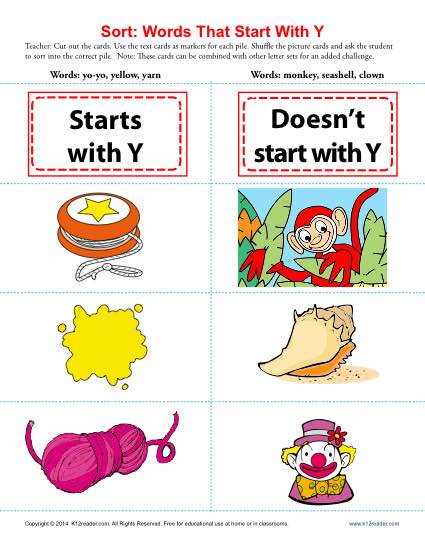 Sort: Words That Start With Y
Teacher: Cut out the cards. Use the text cards as markers for each pile. Shuffle the picture cards and ask the student
to sort into the correct pile. Note: These cards can be combined with other letter sets for an added challenge.
Words: yo-yo, yellow, yarn
Words: monkey, seashell, clown
Starts
with Y
Doesn't
start with Y
Copyright © 2014 K12reader.com. All Rights Reserved. Free for educational use at home or in classrooms.
www.k12reader.com